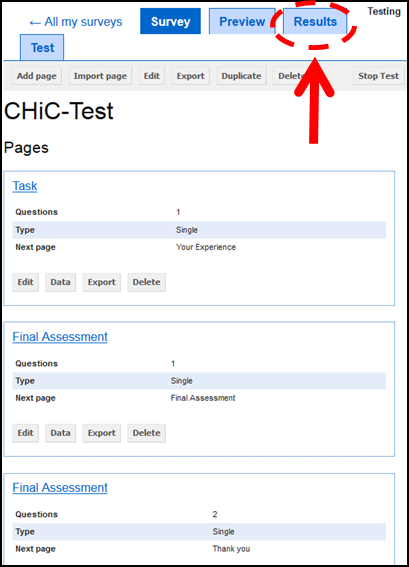 ← All my surveys Survey Preview Results Testing
Test
Add page Import page Edit Export Duplicate Delete Stop Test
CHiC-Test
Pages
Task
Questions 1
Type Single
Next page Your Experience
Edit Data Export Delete
Final Assessment
Questions 1
Type Single
Next page Final Assessment
Edit Data Export Delete
Final Assessment
Questions 2
Type Single
Next page Thank you